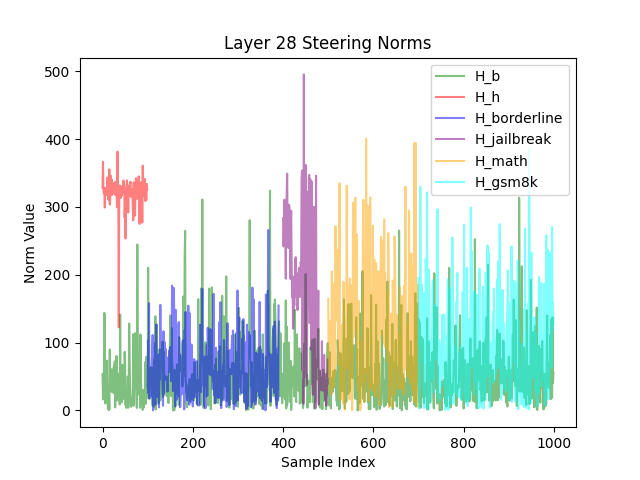 Layer 28 Steering Norms
500
400
300
200
100
0
Norm Value
H_b
H_h
H_borderline
H_jailbreak
H_math
H_gsm8k
0 200 400 600 800 1000
Sample Index